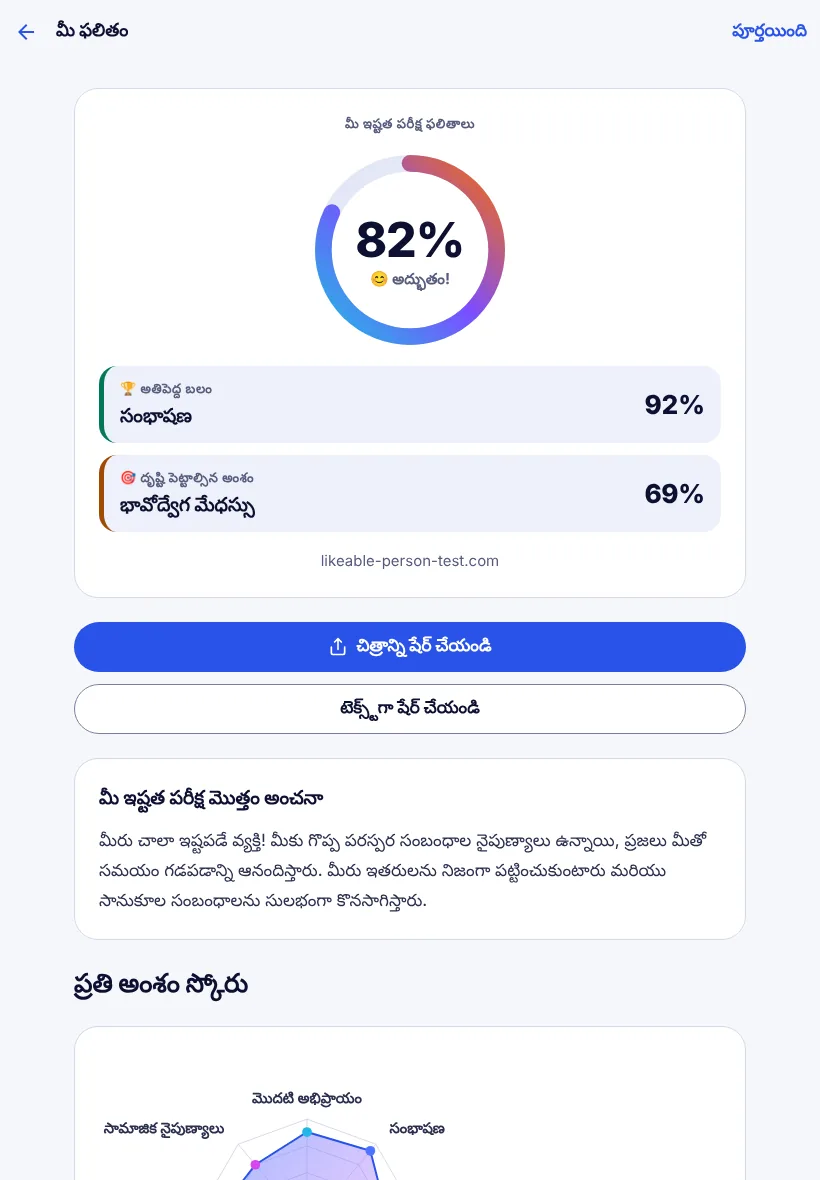 మీ ఫలితం
పూర్తయింది
మీ ఇష్టత పరీక్ష ఫలితాలు
82%
😊 అద్భుతం!
🏆 అతిపెద్ద బలం
సంభాషణ
92%
🎯 దృష్టి పెట్టాల్సిన అంశం
భావోద్వేగ మేధస్సు
69%
likeable-person-test.com
చిత్రాన్ని షేర్ చేయండి
టెక్స్ట్‌గా షేర్ చేయండి
మీ ఇష్టత పరీక్ష మొత్తం అంచనా
మీరు చాలా ఇష్టపడే వ్యక్తి! మీకు గొప్ప పరస్పర సంబంధాల నైపుణ్యాలు ఉన్నాయి, ప్రజలు మీతో
సమయం గడపడాన్ని ఆనందిస్తారు. మీరు ఇతరులను నిజంగా పట్టించుకుంటారు మరియు
సానుకూల సంబంధాలను సులభంగా కొనసాగిస్తారు.
ప్రతి అంశం స్కోరు
మొదటి అభిప్రాయం
సామాజిక నైపుణ్యాలు
సంభాషణ